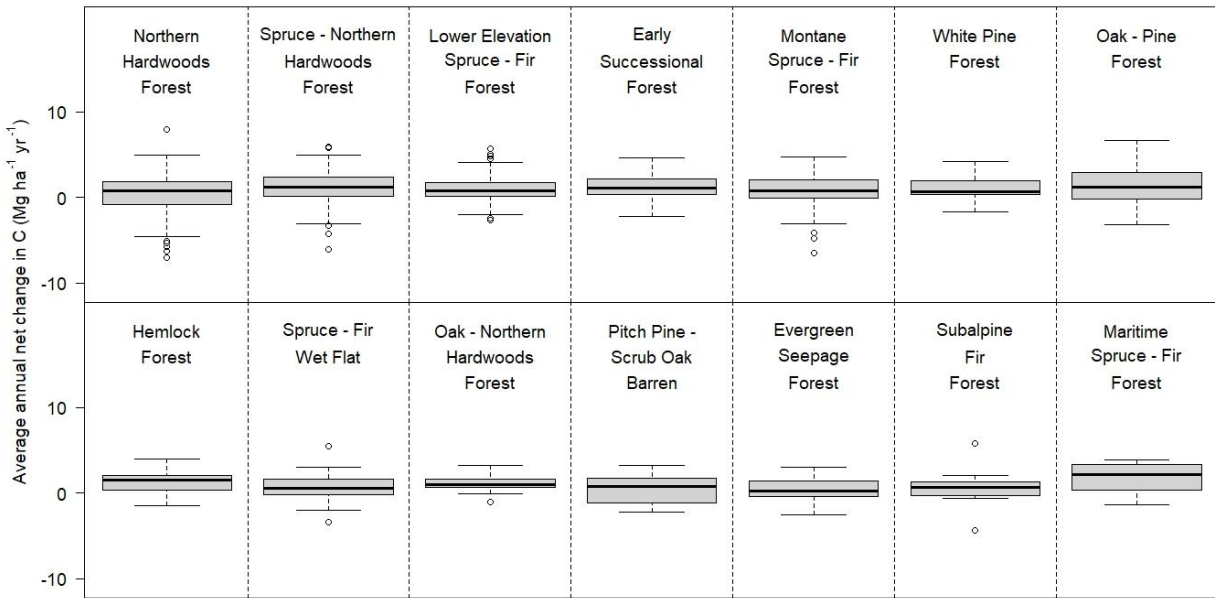 Average annual net change in C (Mg ha⁻¹ yr⁻¹)
Northern
Hardwoods
Forest
Spruce - Northern
Hardwoods
Forest
Lower Elevation
Spruce - Fir
Forest
Early
Successional
Forest
Montane
Spruce - Fir
Forest
White Pine
Forest
Oak - Pine
Forest
10
0
-10
Hemlock
Forest
Spruce - Fir
Wet Flat
Oak - Northern
Hardwoods
Forest
Pitch Pine -
Scrub Oak
Barren
Evergreen
Seepage
Forest
Subalpine
Fir
Forest
Maritime
Spruce - Fir
Forest
10
0
-10